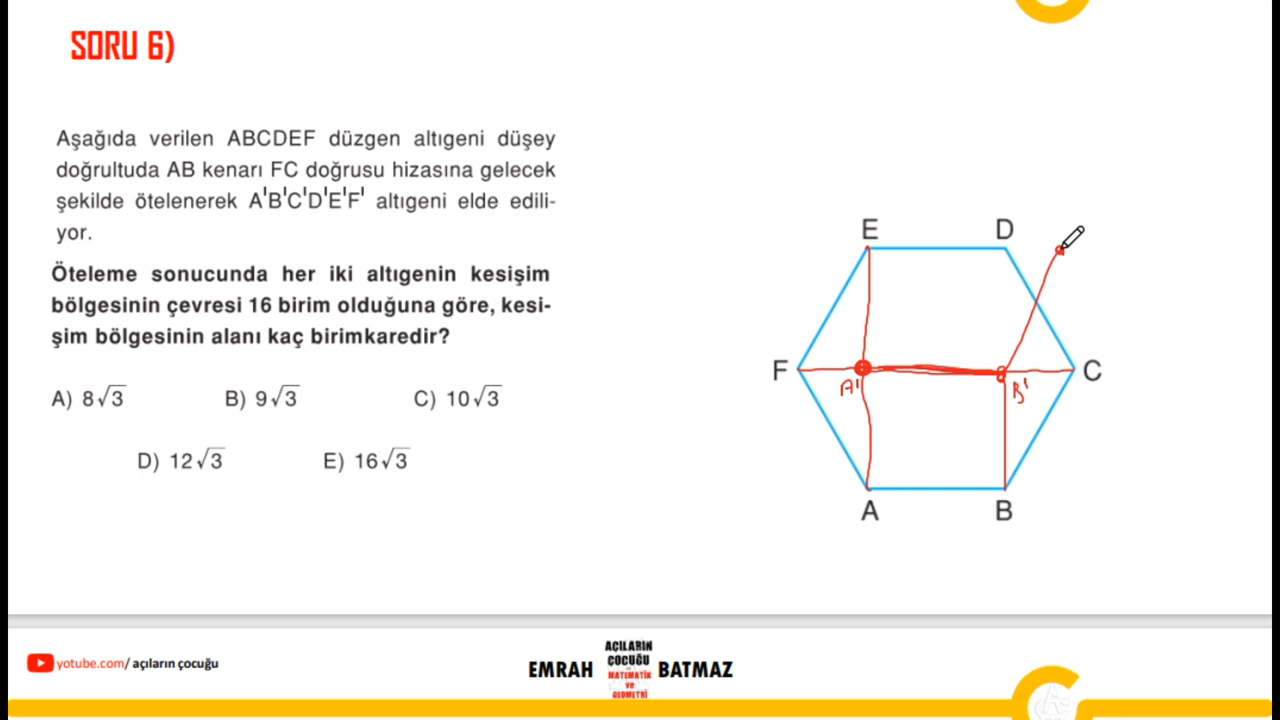 SORU 6)
Aşağıda verilen ABCDEF düzgen altıgeni düşey
doğrultuda AB kenarı FC doğrusu hizasına gelecek
şekilde ötelenerek A'B'C'D'E'F' altıgeni elde edili-
yor.
Öteleme sonucunda her iki altıgenin kesişim
bölgesinin çevresi 16 birim olduğuna göre, kesi-
şim bölgesinin alanı kaç birimkaredir?
A) 8√3 B) 9√3 C) 10√3
D) 12√3 E) 16√3
E D
F C
A' B'
A B
yotube.com/ açıların çocuğu
EMRAH
AÇILARIN
ÇOCUĞU
MATEMATİK
VE
GEOMETRİ
BATMAZ